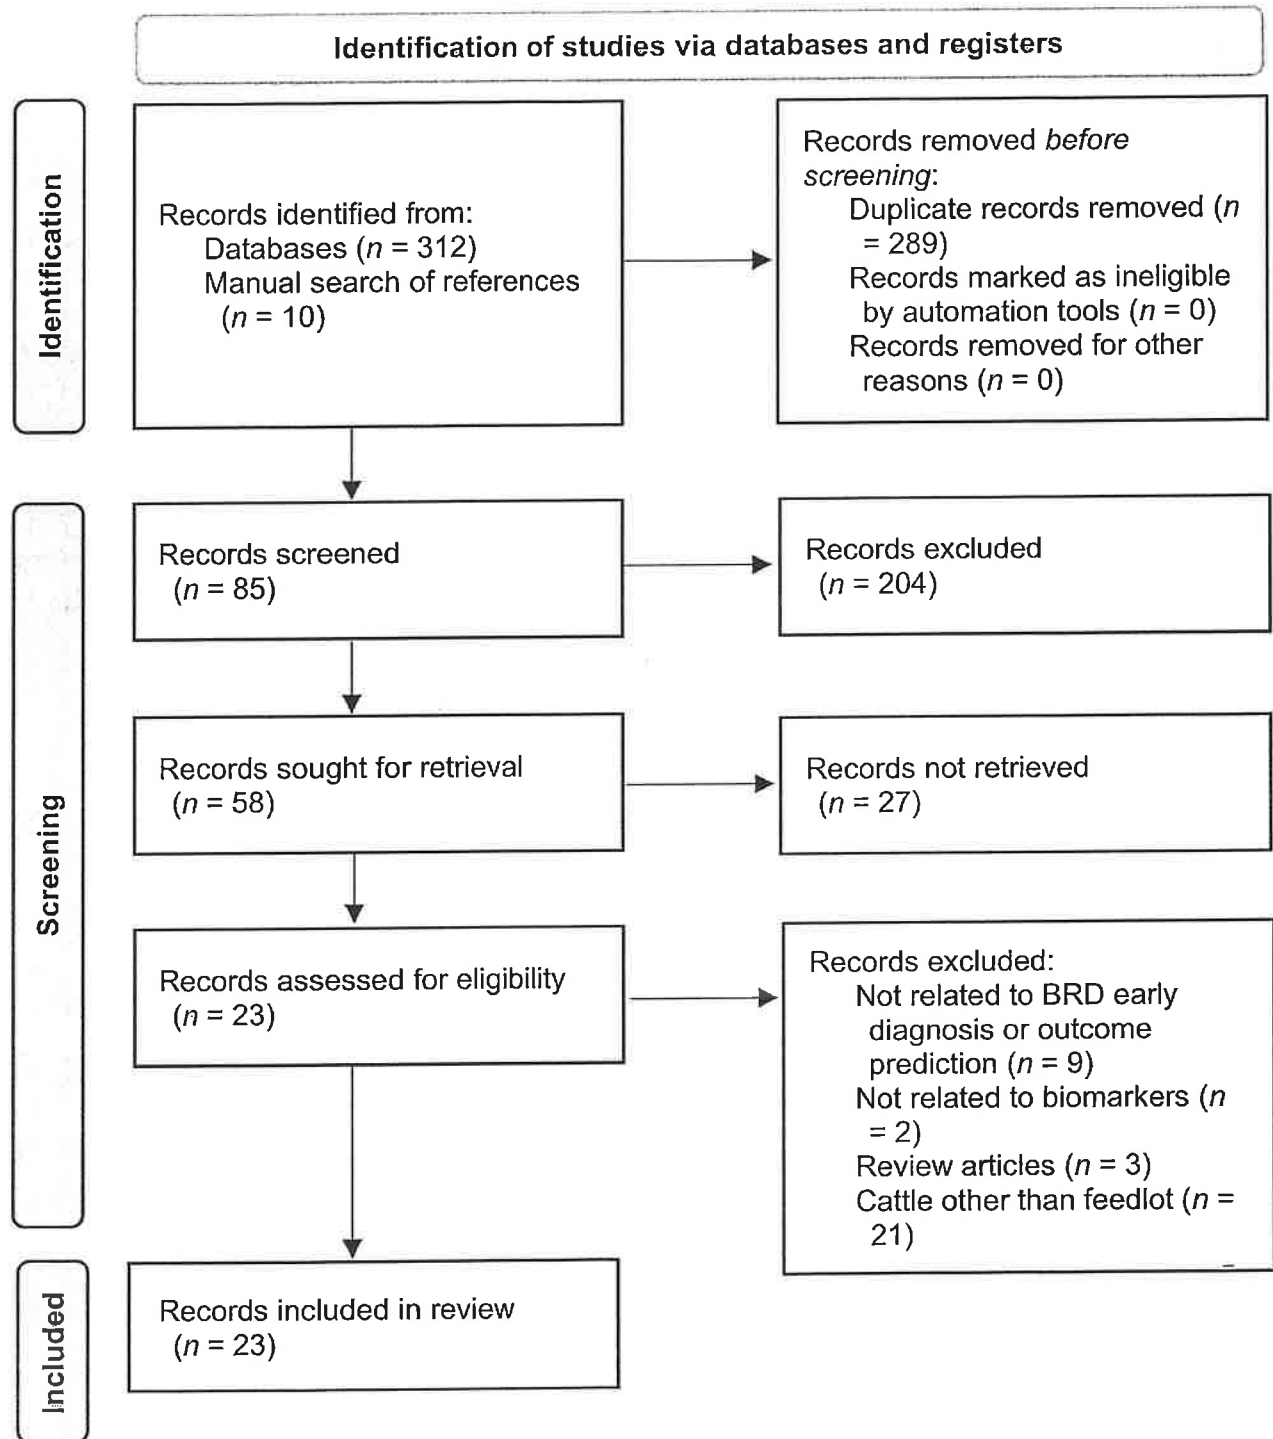 Identification of studies via databases and registers
Identification
Records identified from:
Databases (n = 312)
Manual search of references
(n = 10)
Records removed before
screening:
Duplicate records removed (n
= 289)
Records marked as ineligible
by automation tools (n = 0)
Records removed for other
reasons (n = 0)
Screening
Records screened
(n = 85)
Records excluded
(n = 204)
Records sought for retrieval
(n = 58)
Records not retrieved
(n = 27)
Records assessed for eligibility
(n = 23)
Records excluded:
Not related to BRD early
diagnosis or outcome
prediction (n = 9)
Not related to biomarkers (n
= 2)
Review articles (n = 3)
Cattle other than feedlot (n =
21)
Included
Records included in review
(n = 23)